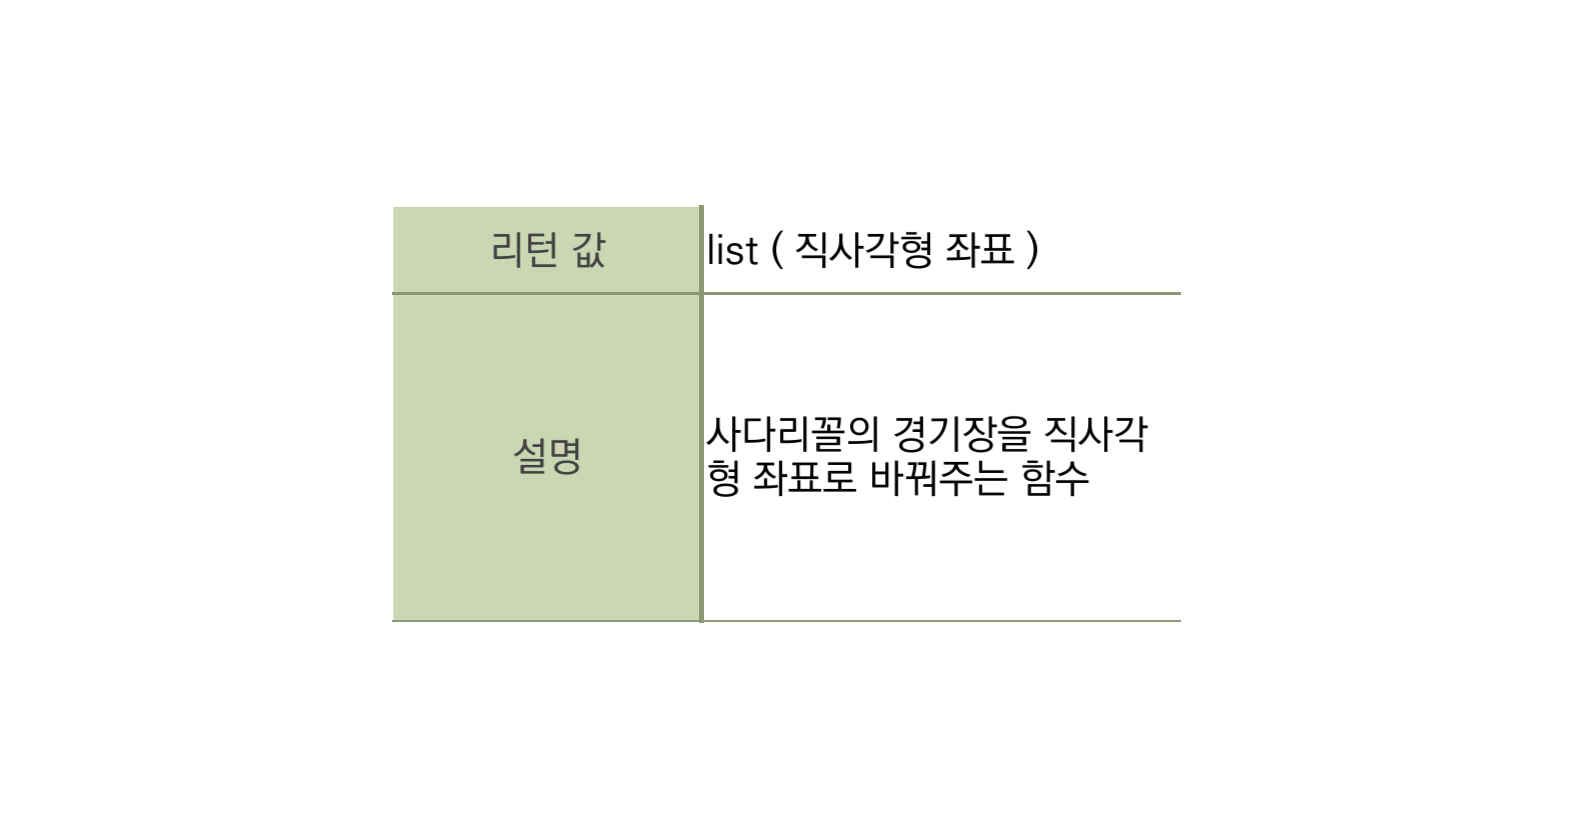 리턴 값
list ( 직사각형 좌표 )
설명
사다리꼴의 경기장을 직사각
형 좌표로 바꿔주는 함수